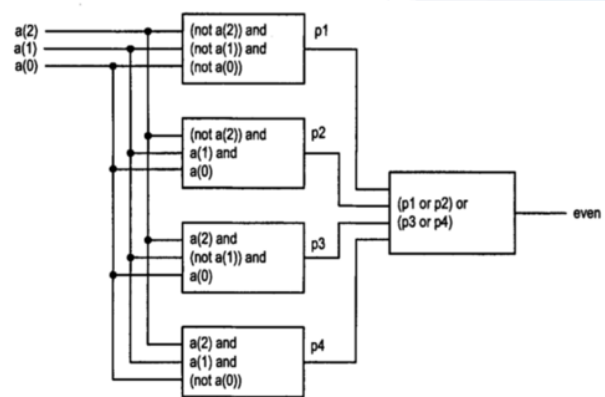 a(2)
a(1)
a(0)
(not a(2)) and
(not a(1)) and
(not a(0))
p1
(not a(2)) and
a(1) and
a(0)
p2
a(2) and
(not a(1)) and
a(0)
p3
a(2) and
a(1) and
(not a(0))
p4
(p1 or p2) or
(p3 or p4)
even